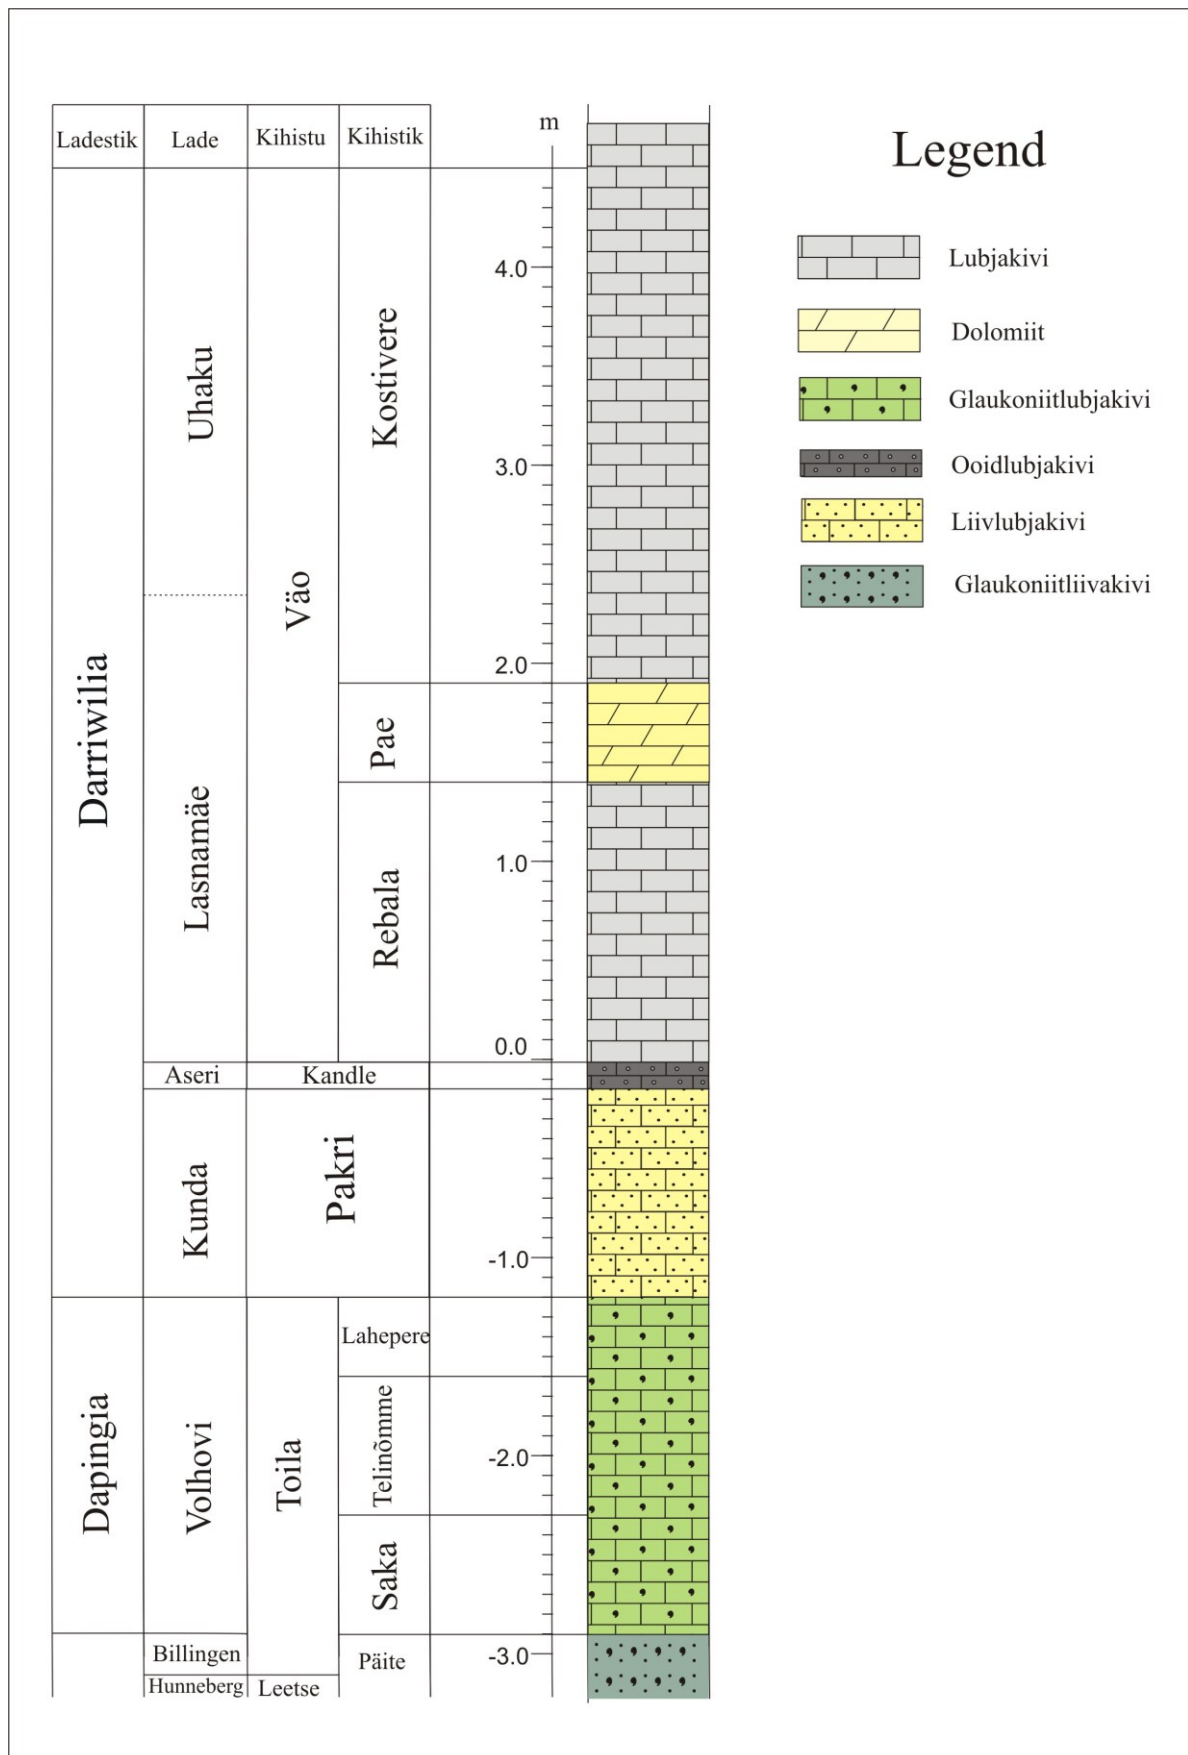 Ladestik Lade Kihistu Kihistik m
Legend
Lubjakivi
Dolomiit
Glaukoniitlubjakivi
Ooidlubjakivi
Liivlubjakivi
Glaukoniitliivakivi
Darriwilia
Uhaku
Lasnamäe
Väo
Kostivere
Pae
Rebala
Aseri Kandle
Kunda
Pakri
Dapingia
Volhovi
Toila
Lahepere
Telinõmme
Saka
Billingen
Päite
Hunneberg Leetse
4.0
3.0
2.0
1.0
0.0
-1.0
-2.0
-3.0